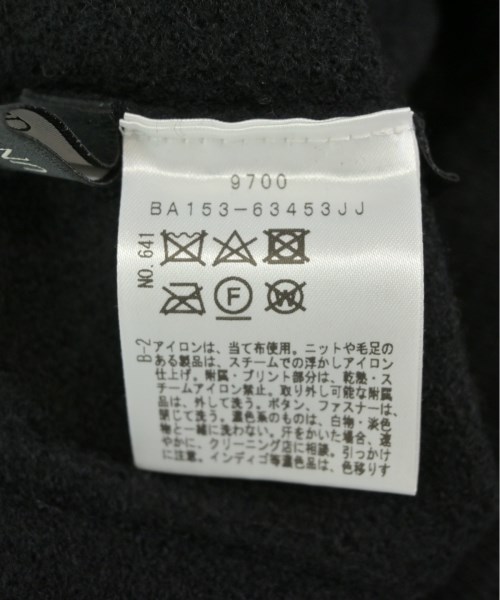 9700
BA153-63453JJ
NO.641
F
W
B-2
アイロンは、当て布使用。ニットや毛足の
ある製品は、スチームでの浮かしアイロン
仕上げ。附属・プリント部分は、乾熱・ス
チームアイロン禁止。取り外し可能な附属
品は、外して洗う。ボタン、ファスナーは、
閉じて洗う。濃色系のものは、白物・淡色
物と一緒に洗わない。汗をかいた場合、速
やかに、クリーニング店に相談。引っかけ
に注意。インディゴ等濃色品は、色移りす